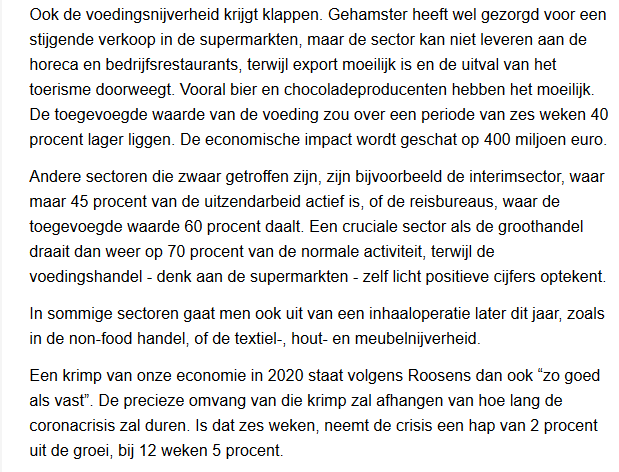 Ook de voedingsnijverheid krijgt klappen. Gehamster heeft wel gezorgd voor een
stijgende verkoop in de supermarkten, maar de sector kan niet leveren aan de
horeca en bedrijfsrestaurants, terwijl export moeilijk is en de uitval van het
toerisme doorweegt. Vooral bier en chocoladeproducenten hebben het moeilijk.
De toegevoegde waarde van de voeding zou over een periode van zes weken 40
procent lager liggen. De economische impact wordt geschat op 400 miljoen euro.
Andere sectoren die zwaar getroffen zijn, zijn bijvoorbeeld de interimsector, waar
maar 45 procent van de uitzendarbeid actief is, of de reisbureaus, waar de
toegevoegde waarde 60 procent daalt. Een cruciale sector als de groothandel
draait dan weer op 70 procent van de normale activiteit, terwijl de
voedingshandel - denk aan de supermarkten - zelf licht positieve cijfers optekent.
In sommige sectoren gaat men ook uit van een inhaaloperatie later dit jaar, zoals
in de non-food handel, of de textiel-, hout- en meubelnijverheid.
Een krimp van onze economie in 2020 staat volgens Roosens dan ook “zo goed
als vast”. De precieze omvang van die krimp zal afhangen van hoe lang de
coronacrisis zal duren. Is dat zes weken, neemt de crisis een hap van 2 procent
uit de groei, bij 12 weken 5 procent.